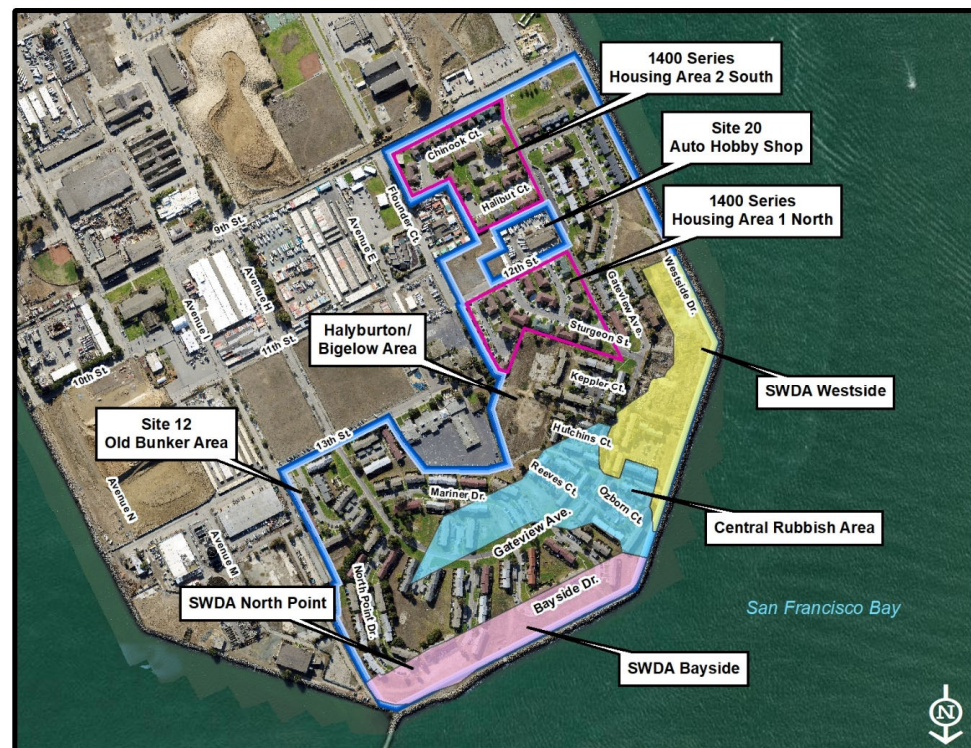 1400 Series
Housing Area 2 South
Site 20
Auto Hobby Shop
1400 Series
Housing Area 1 North
Chinook Ct.
Halibut Ct.
Flounder Ct.
Avenue E
9th St.
Avenue H
Avenue I
11th St.
10th St.
12th St.
Gateview Ave.
Westside Dr.
Sturgeon St.
Keppler Ct.
Halyburton/
Bigelow Area
SWDA Westside
Site 12
Old Bunker Area
13th St.
Hutchins Ct.
Reeves Ct.
Ozborn Ct.
Mariner Dr.
Gateview Ave.
Central Rubbish Area
Avenue N
Avenue M
North Point Dr.
SWDA North Point
Bayside Dr.
San Francisco Bay
SWDA Bayside
N